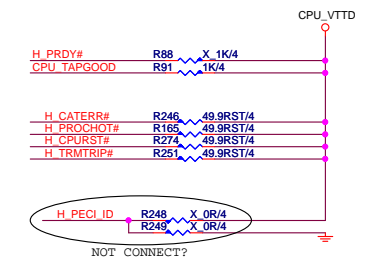 CPU_VTTD
H_PRDY# R88 X_1K/4
CPU_TAPGOOD R91 1K/4
H_CATERR# R246 49.9RST/4
H_PROCHOT# R165 49.9RST/4
H_CPURST# R274 49.9RST/4
H_TRMTRIP# R251 49.9RST/4
H_PECI_ID R248 X_0R/4
R249 X_0R/4
NOT CONNECT?